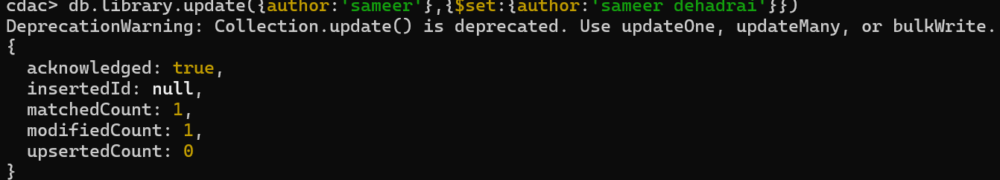 cdac> db.library.update({author:'sameer'},{$set:{author:'sameer dehadrai'}})
DeprecationWarning: Collection.update() is deprecated. Use updateOne, updateMany, or bulkWrite.
{
  acknowledged: true,
  insertedId: null,
  matchedCount: 1,
  modifiedCount: 1,
  upsertedCount: 0
}